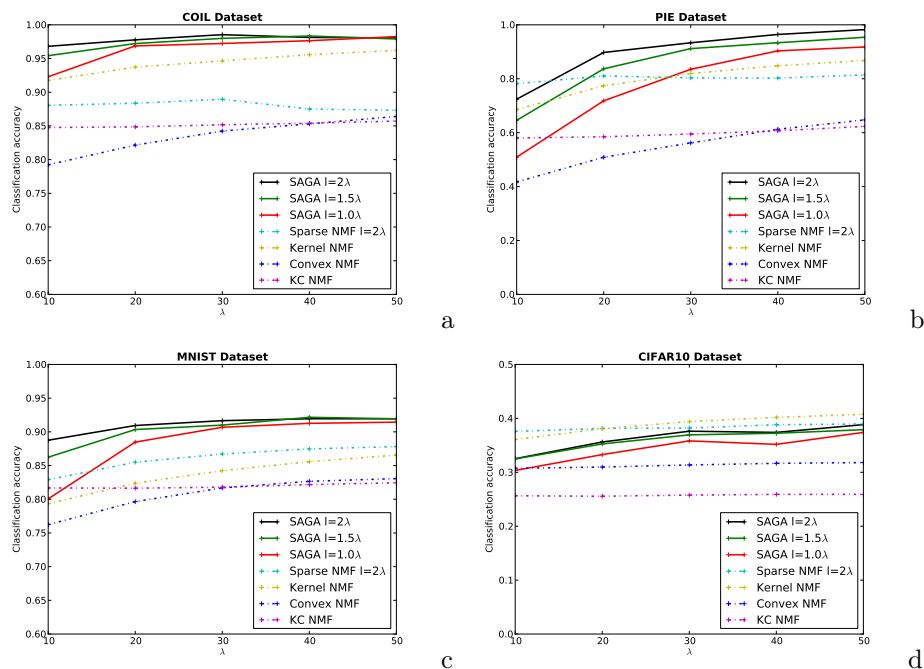 COIL Dataset
1.00
0.95
0.90
0.85
0.80
0.75
0.70
0.65
0.60
Classification accuracy
10 20 30 40 50
λ
SAGA l=2λ
SAGA l=1.5λ
SAGA l=1.0λ
Sparse NMF l=2λ
Kernel NMF
Convex NMF
KC NMF
a
PIE Dataset
1.0
0.8
0.6
0.4
0.2
0.0
Classification accuracy
10 20 30 40 50
λ
SAGA l=2λ
SAGA l=1.5λ
SAGA l=1.0λ
Sparse NMF l=2λ
Kernel NMF
Convex NMF
KC NMF
b
MNIST Dataset
1.00
0.95
0.90
0.85
0.80
0.75
0.70
0.65
0.60
Classification accuracy
10 20 30 40 50
λ
SAGA l=2λ
SAGA l=1.5λ
SAGA l=1.0λ
Sparse NMF l=2λ
Kernel NMF
Convex NMF
KC NMF
c
CIFAR10 Dataset
0.5
0.4
0.3
0.2
0.1
0.0
Classification accuracy
10 20 30 40 50
λ
SAGA l=2λ
SAGA l=1.5λ
SAGA l=1.0λ
Sparse NMF l=2λ
Kernel NMF
Convex NMF
KC NMF
d